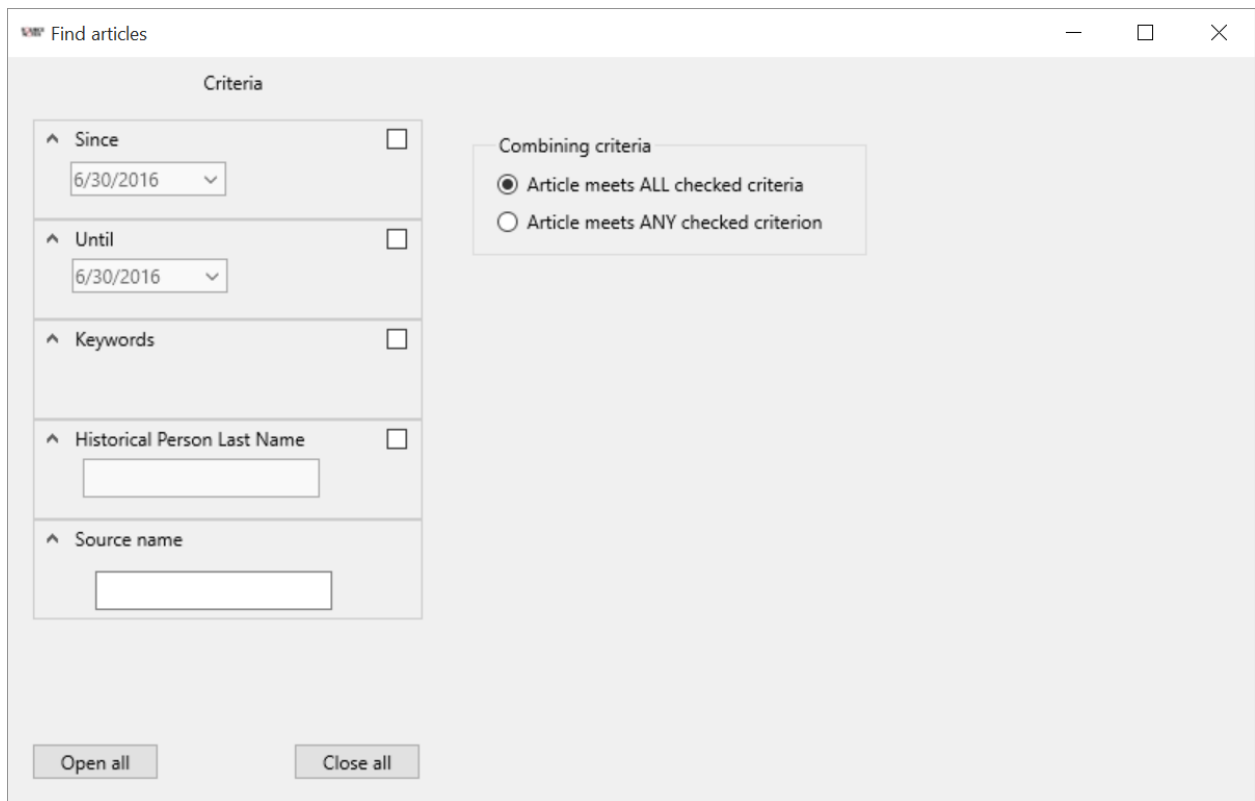 Find articles
Criteria
Since
6/30/2016
Until
6/30/2016
Keywords
Historical Person Last Name
Source name
Open all
Close all
Combining criteria
Article meets ALL checked criteria
Article meets ANY checked criterion